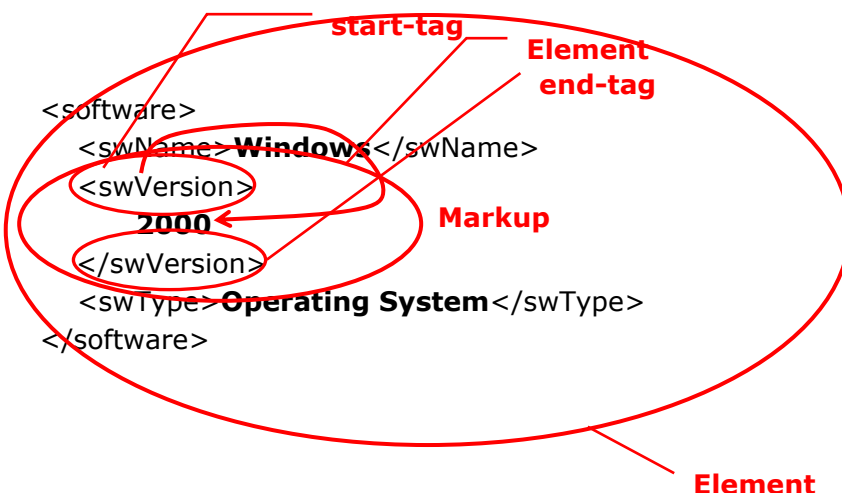 start-tag
Element
end-tag
<software>
<swName>Windows</swName>
<swVersion>
2000
Markup
</swVersion>
<swType>Operating System</swType>
</software>
Element